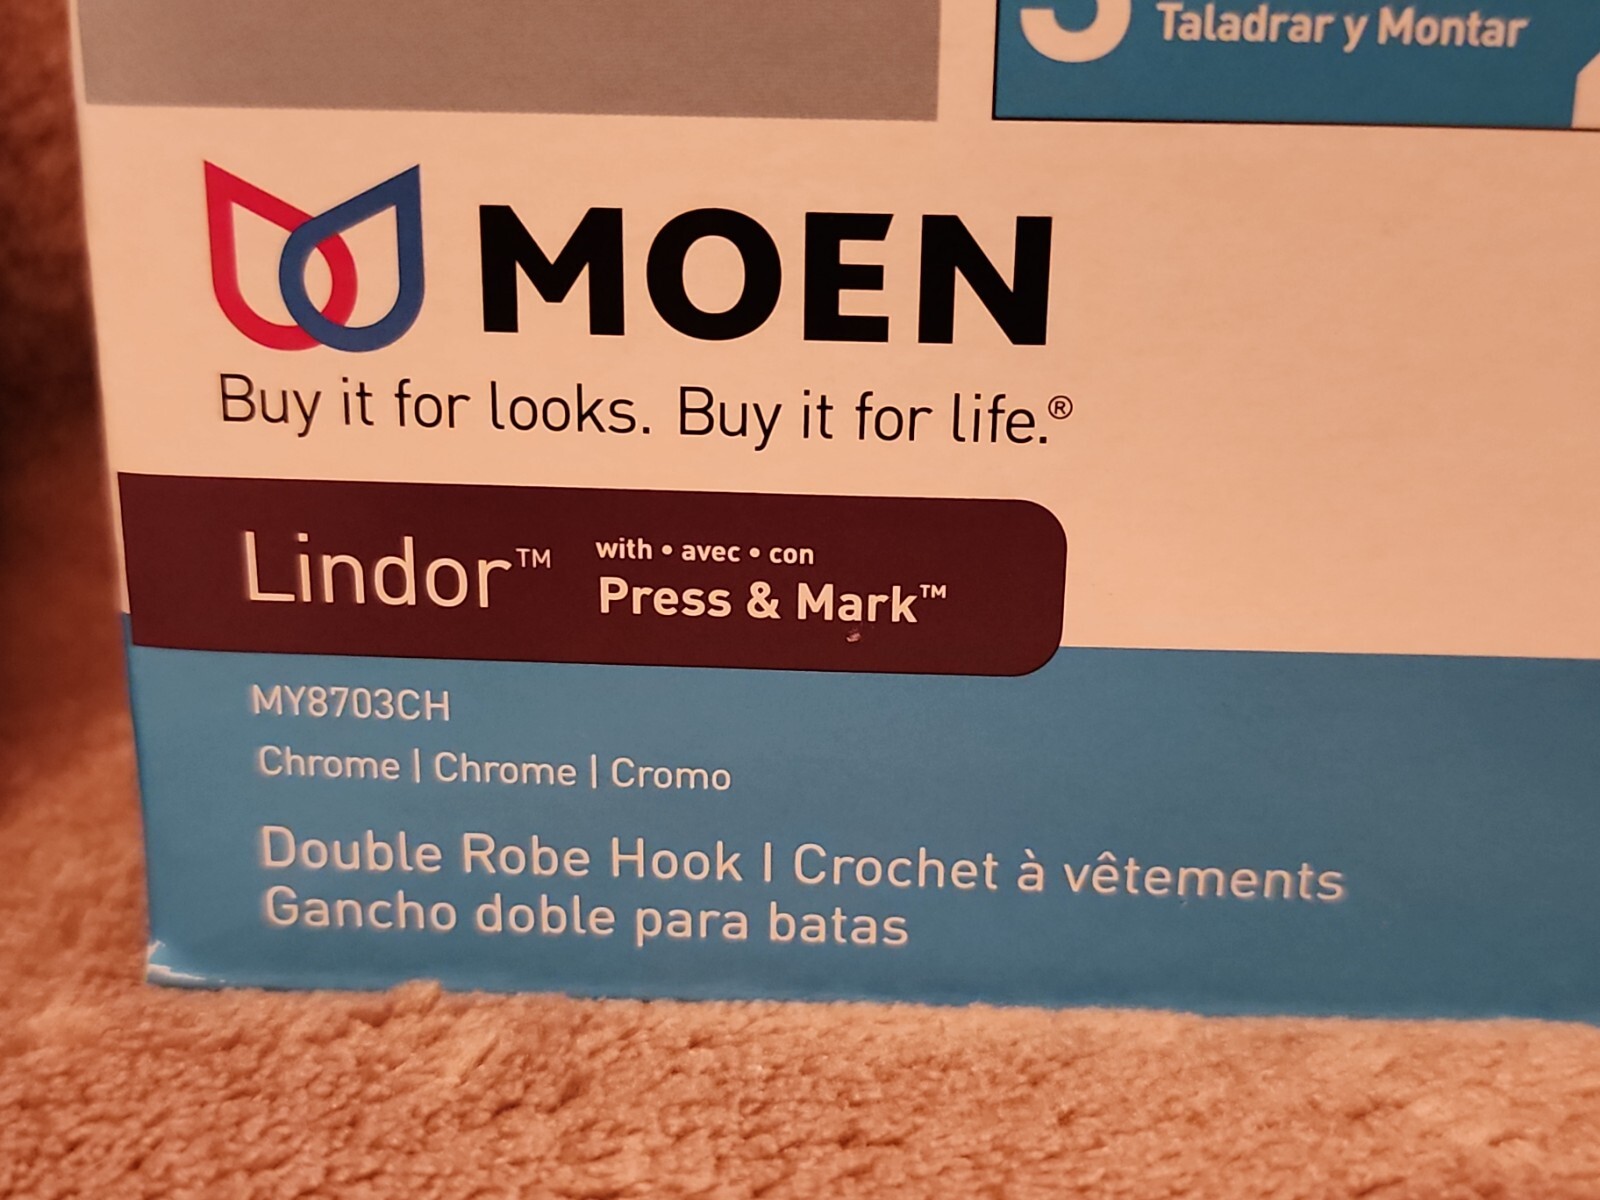 3 Taladrar y Montar
MOEN
Buy it for looks. Buy it for life.®
Lindor™
with • avec • con
Press & Mark™
MY8703CH
Chrome | Chrome | Cromo
Double Robe Hook | Crochet à vêtements
Gancho doble para batas